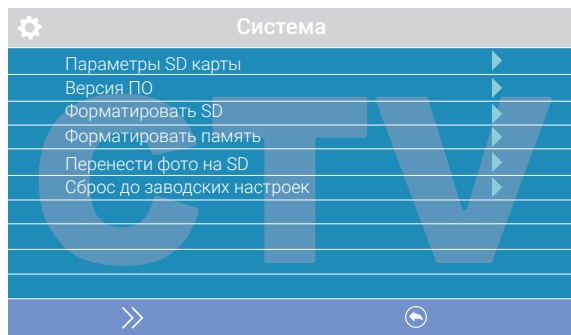 Система
Параметры SD карты
Версия ПО
Форматировать SD
Форматировать память
Перенести фото на SD
Сброс до заводских настроек
CTV